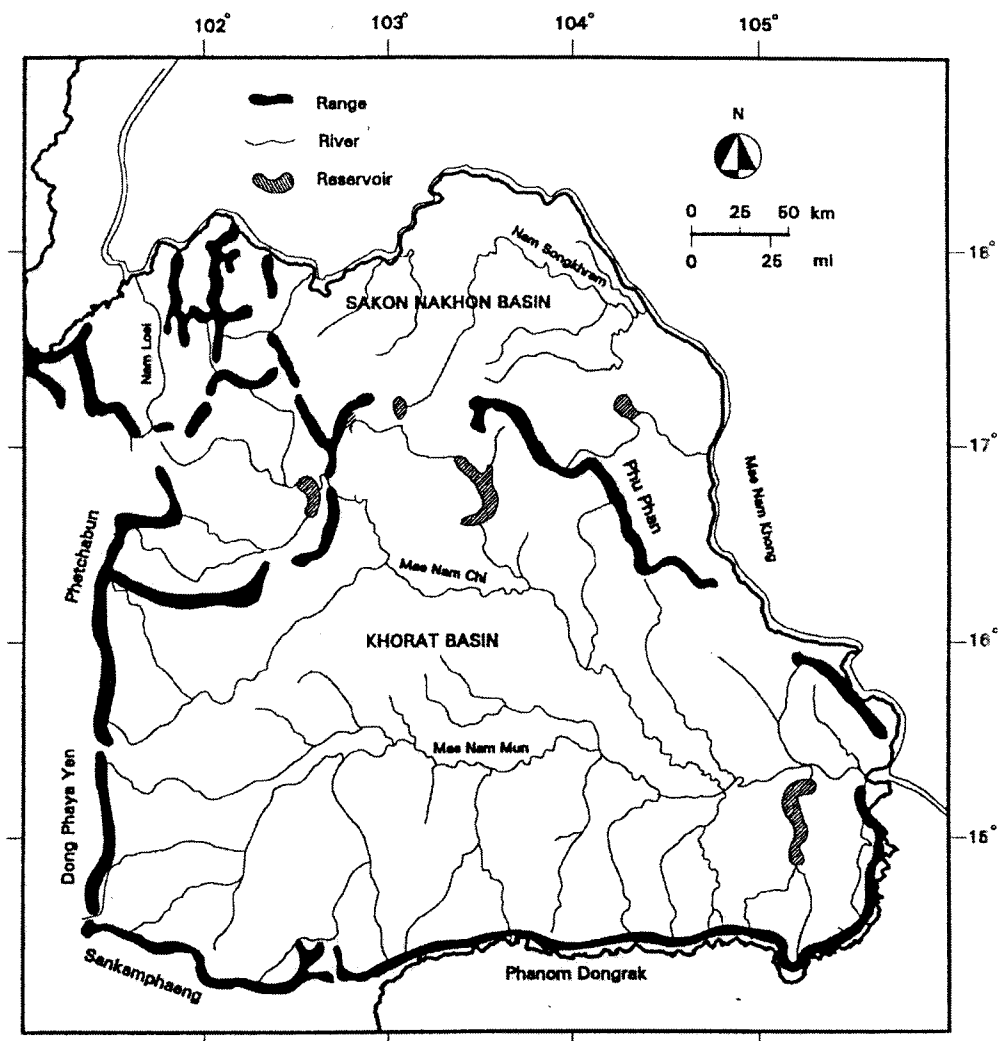 102° 103° 104° 105°
Range
River
Reservoir
N
0 25 50 km
0 25 mi
18°
17°
16°
15°
Nam Songkhram
SAKON NAKHON BASIN
Nam Loei
Phu Phan
Mae Nam Khong
Phetchabun
Mae Nam Chi
KHORAT BASIN
Mae Nam Mun
Dong Phaya Yen
Sankamphaeng
Phanom Dongrak